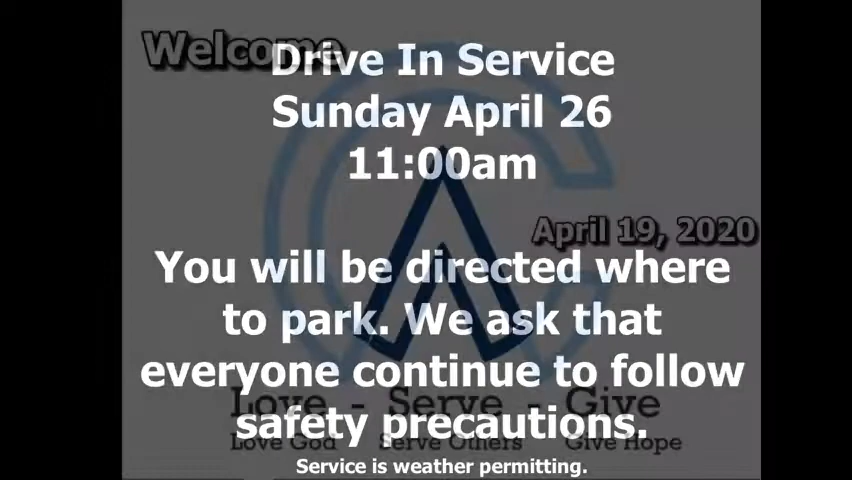 Welcome
Drive In Service
Sunday April 26
11:00am
April 19, 2020
You will be directed where
to park. We ask that
everyone continue to follow
safety precautions.
Love - Serve - Give
Love God Serve Others Give Hope
Service is weather permitting.